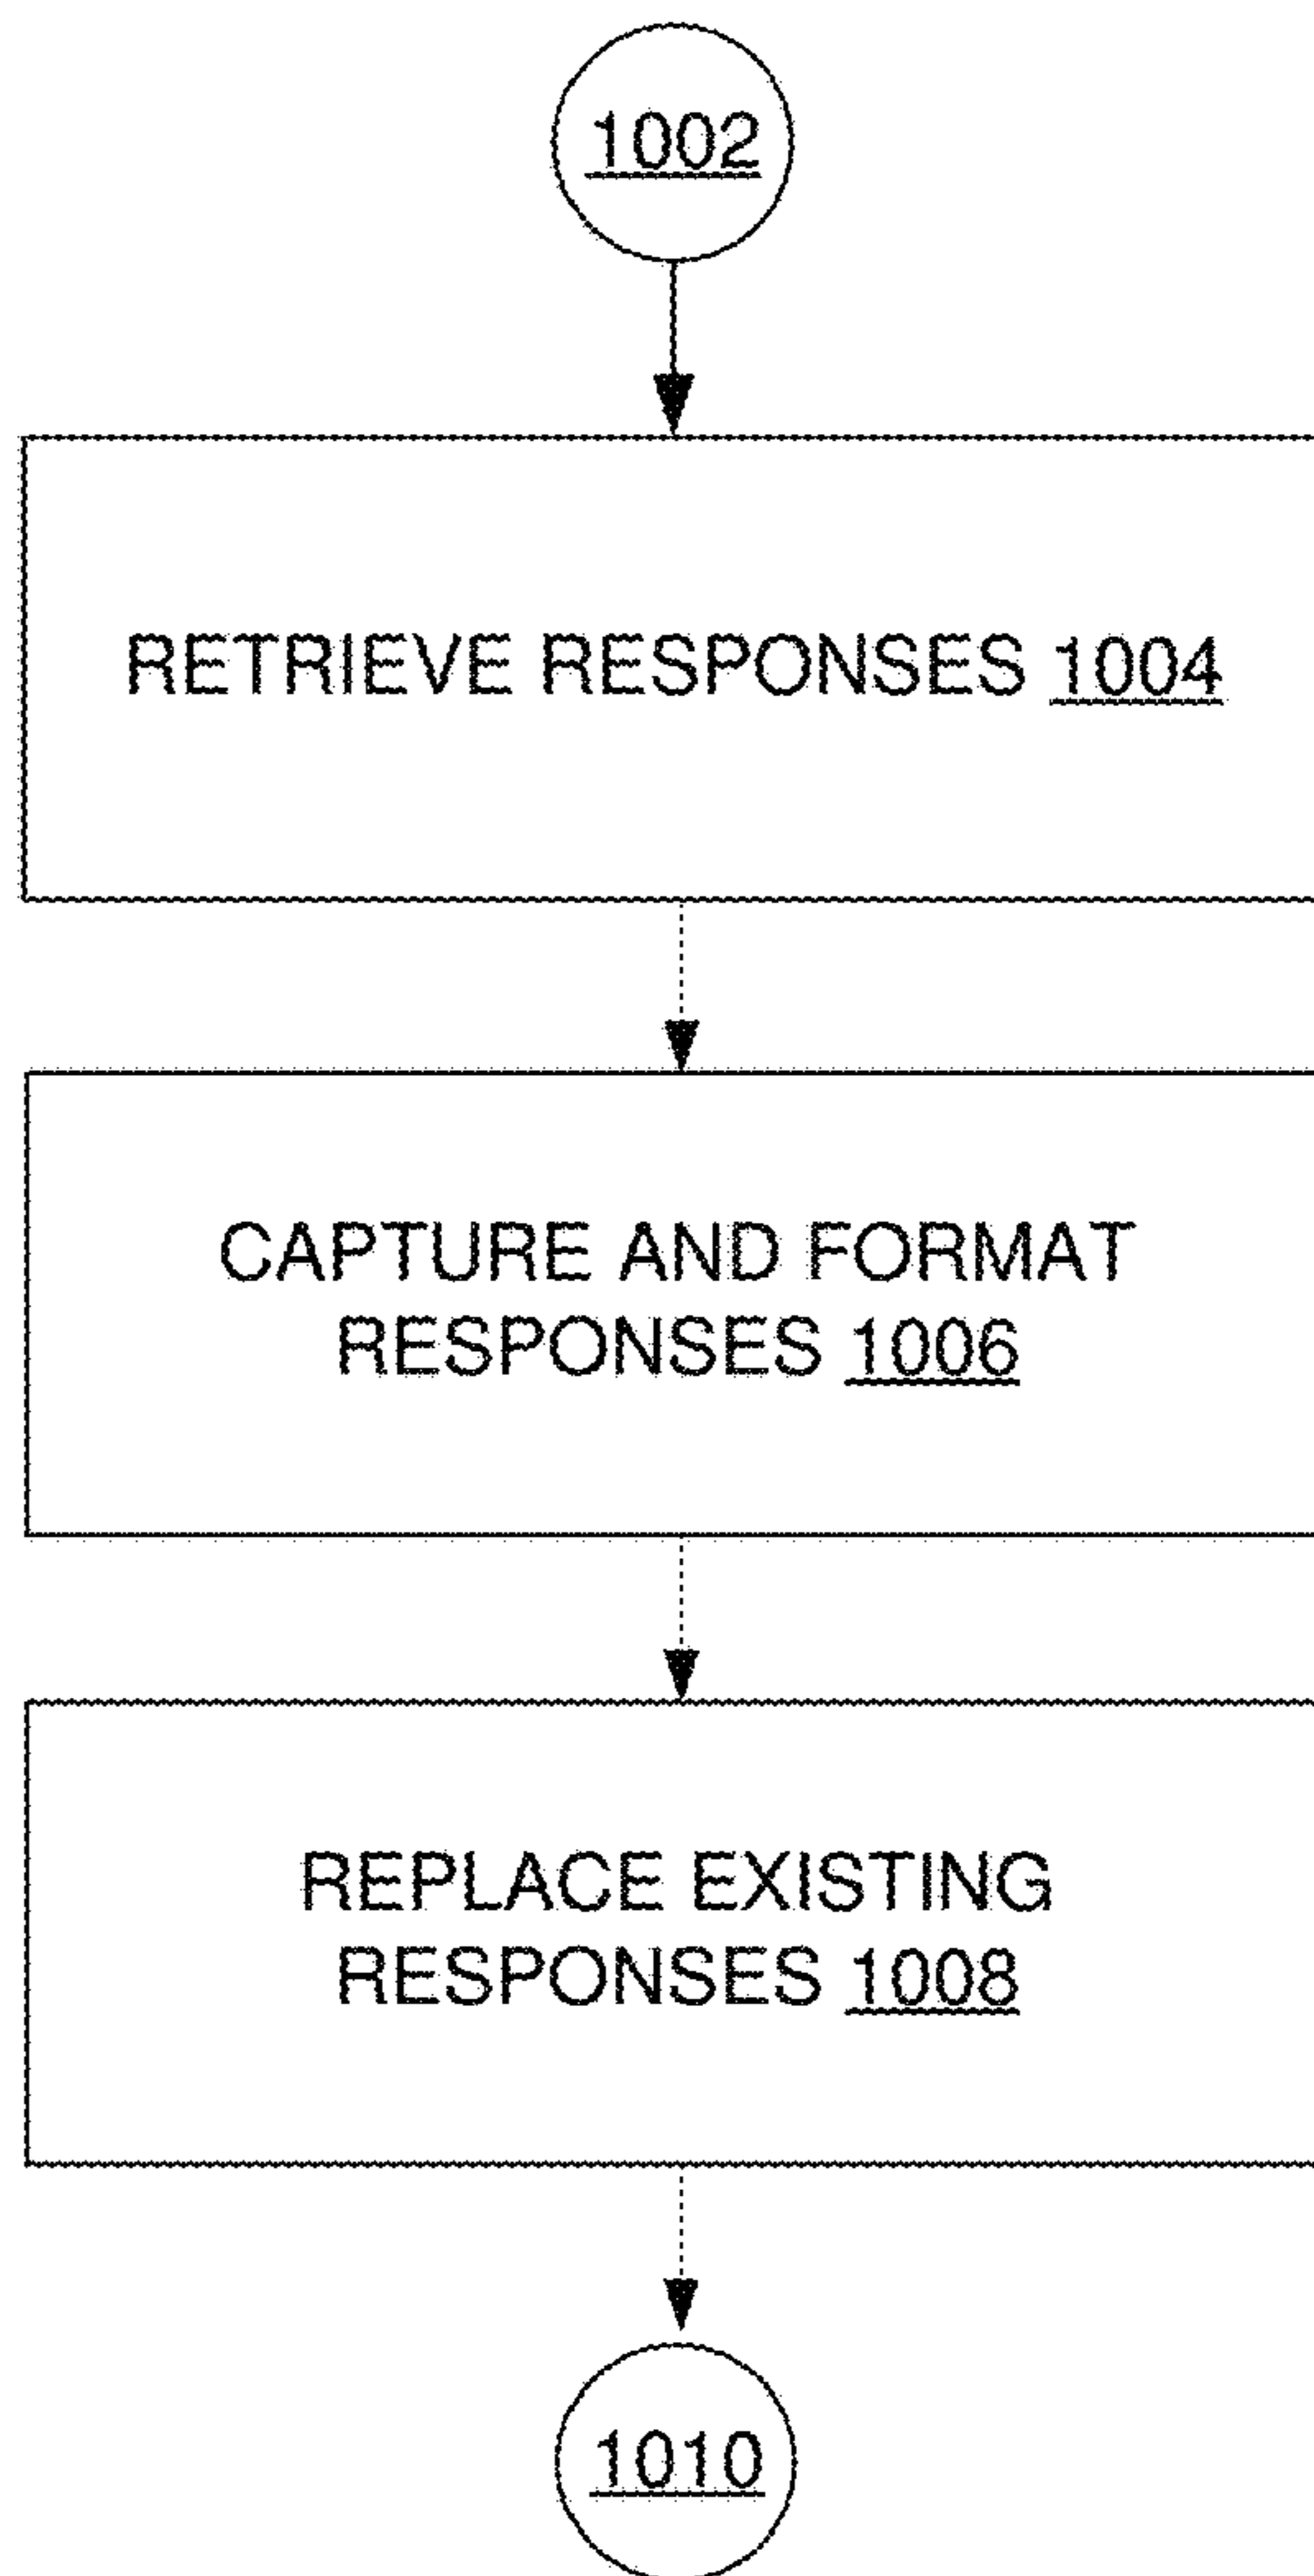 1002
RETRIEVE RESPONSES 1004
CAPTURE AND FORMAT
RESPONSES 1006
REPLACE EXISTING
RESPONSES 1008
1010